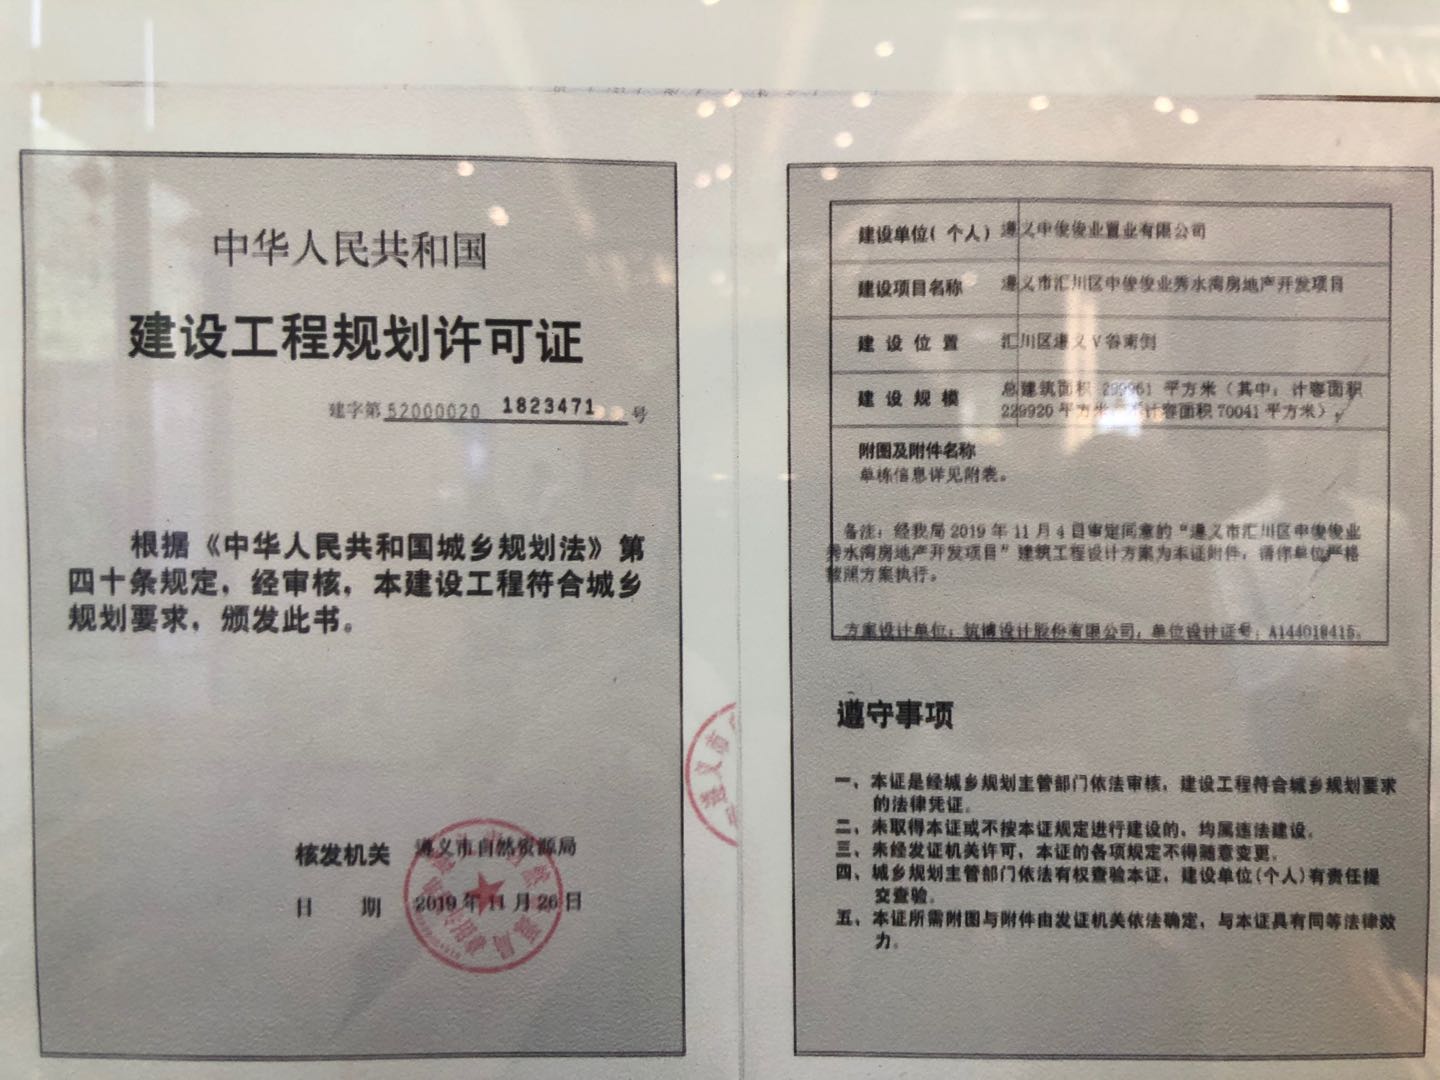 中华人民共和国
建设工程规划许可证
建字第52000020 1823471 号
根据《中华人民共和国城乡规划法》第
四十条规定，经审核，本建设工程符合城乡
规划要求，颁发此书。
核发机关 遵义市自然资源局
日 期 2019年11月26日
建设单位(个人) 遵义中俊俊业置业有限公司
建设项目名称 遵义市汇川区中俊俊业秀水湾房地产开发项目
建设位置 汇川区遵义V谷南侧
建设规模 总建筑面积 299961 平方米（其中：计容面积
229920平方米 计容面积70041平方米），
附图及附件名称
单栋信息详见附表。
备注：经我局2019年11月4日审定同意的“遵义市汇川区中俊俊业
秀水湾房地产开发项目”建筑工程设计方案为本证附件，请你单位严格
按照方案执行。
方案设计单位：筑博设计股份有限公司；单位设计证号：A144018415。
遵守事项
一、本证是经城乡规划主管部门依法审核，建设工程符合城乡规划要求
的法律凭证。
二、未取得本证或不按本证规定进行建设的，均属违法建设。
三、未经发证机关许可，本证的各项规定不得随意变更。
四、城乡规划主管部门依法有权查验本证，建设单位(个人)有责任提
交查验。
五、本证所需附图与附件由发证机关依法确定，与本证具有同等法律效
力。